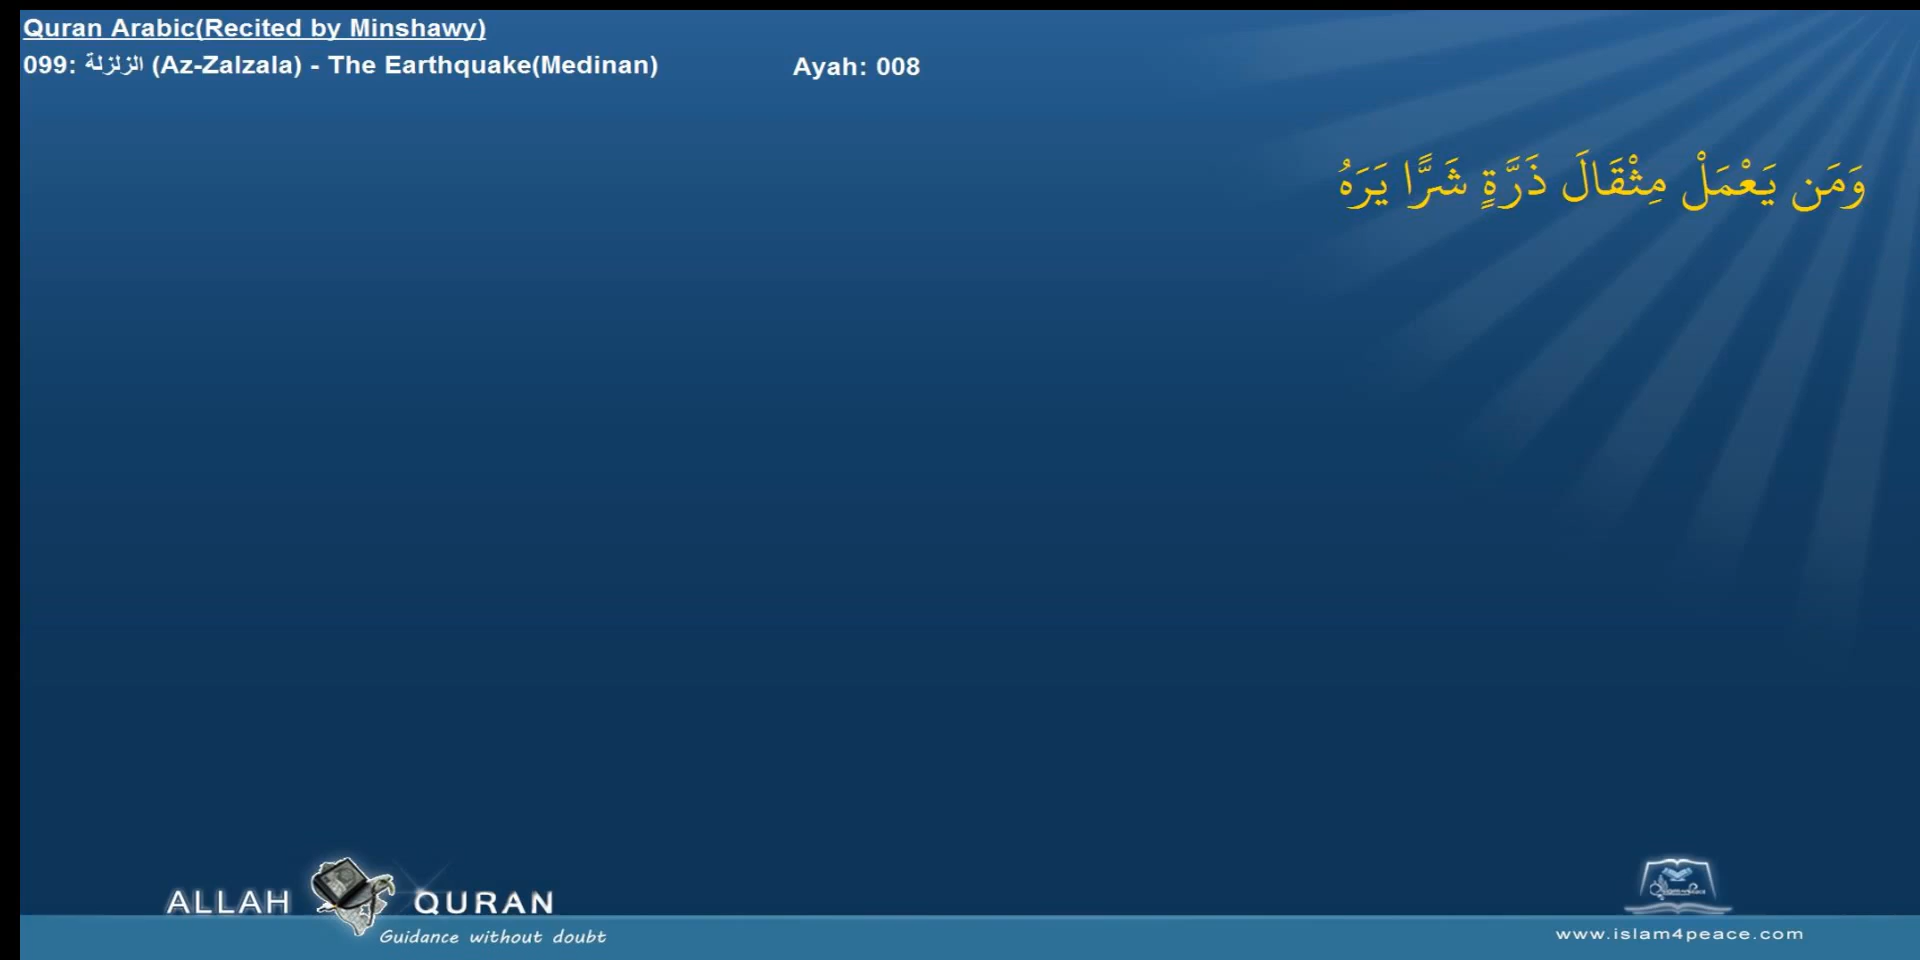 Quran Arabic(Recited by Minshawy)
099: الزلزلة (Az-Zalzala) - The Earthquake(Medinan)
Ayah: 008
وَمَن يَعْمَلْ مِثْقَالَ ذَرَّةٍ شَرًّا يَرَهُ
ALLAH QURAN
Guidance without doubt
www.islam4peace.com